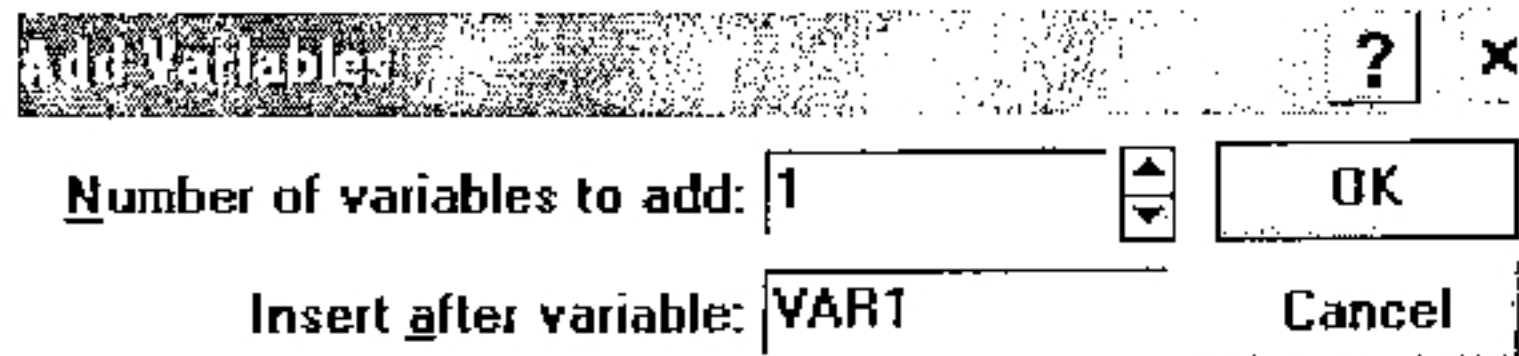 Add Variables ? ×
Number of variables to add: 1 OK
Insert after variable: VAR1 Cancel